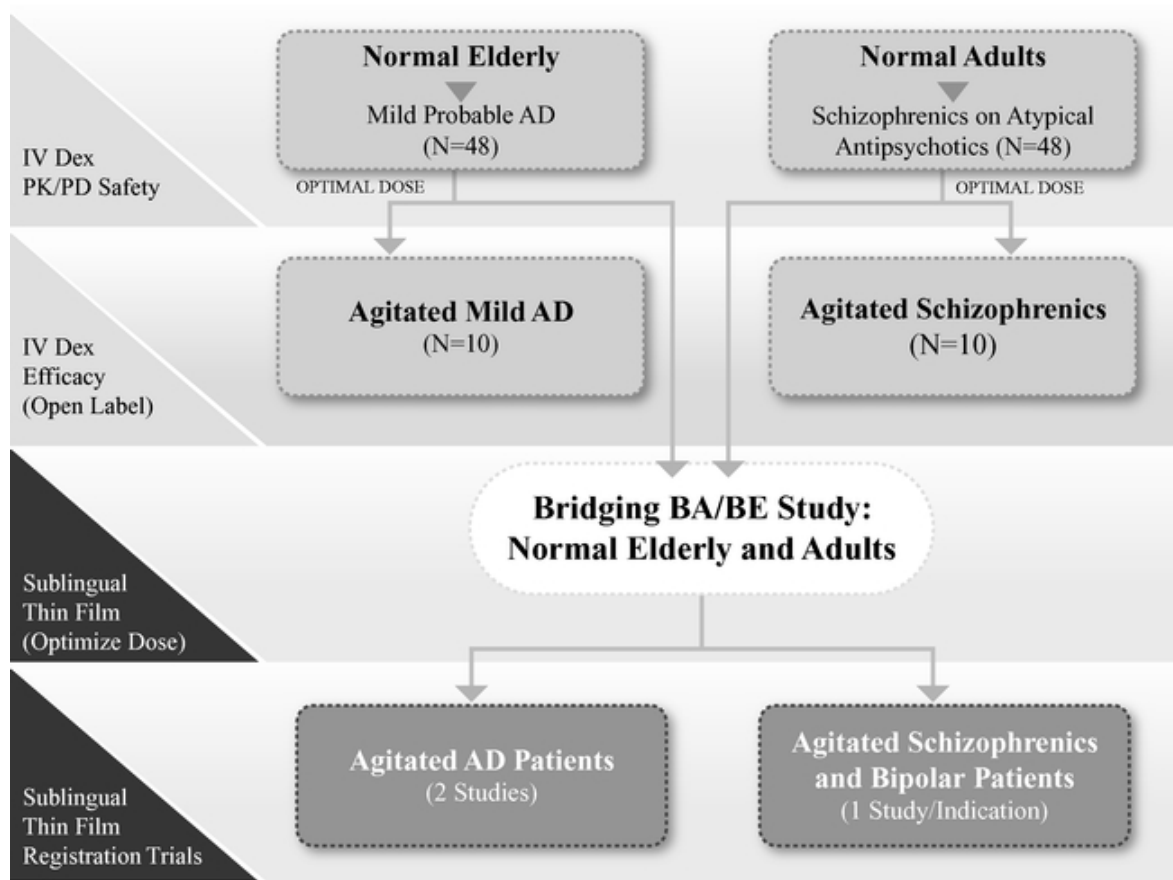 Normal Elderly
Mild Probable AD
(N=48)
Normal Adults
Schizophrenics on Atypical
Antipsychotics (N=48)
IV Dex
PK/PD Safety
OPTIMAL DOSE
OPTIMAL DOSE
Agitated Mild AD
(N=10)
Agitated Schizophrenics
(N=10)
IV Dex
Efficacy
(Open Label)
Bridging BA/BE Study:
Normal Elderly and Adults
Sublingual
Thin Film
(Optimize Dose)
Agitated AD Patients
(2 Studies)
Agitated Schizophrenics
and Bipolar Patients
(1 Study/Indication)
Sublingual
Thin Film
Registration Trials